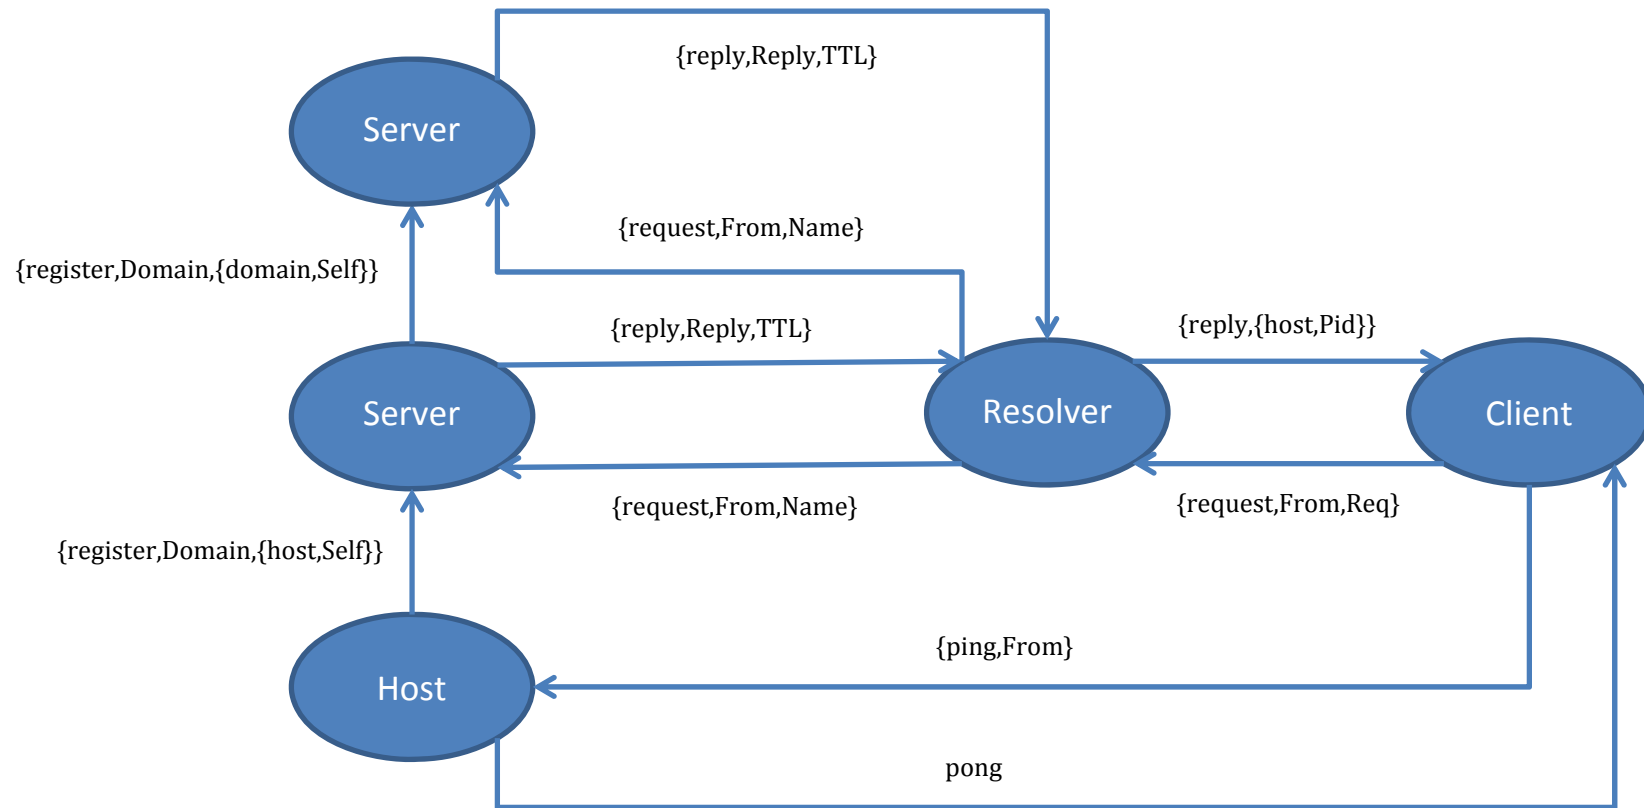 {reply,Reply,TTL}
Server
{request,From,Name}
{register,Domain,{domain,Self}}
{reply,Reply,TTL}
{reply,{host,Pid}}
Server
Resolver
Client
{request,From,Name}
{request,From,Req}
{register,Domain,{host,Self}}
{ping,From}
Host
pong